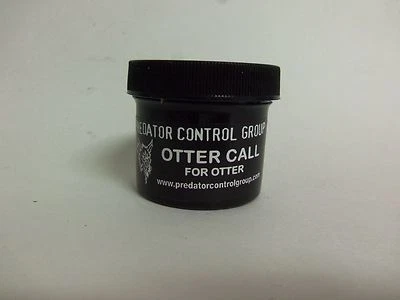 PREDATOR CONTROL GROUP
OTTER CALL
FOR OTTER
www.predatorcontrolgroup.com